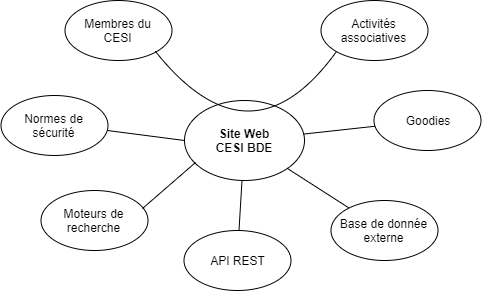 Membres du
CESI
Activités
associatives
Normes de
sécurité
Site Web
CESI BDE
Goodies
Moteurs de
recherche
Base de donnée
externe
API REST